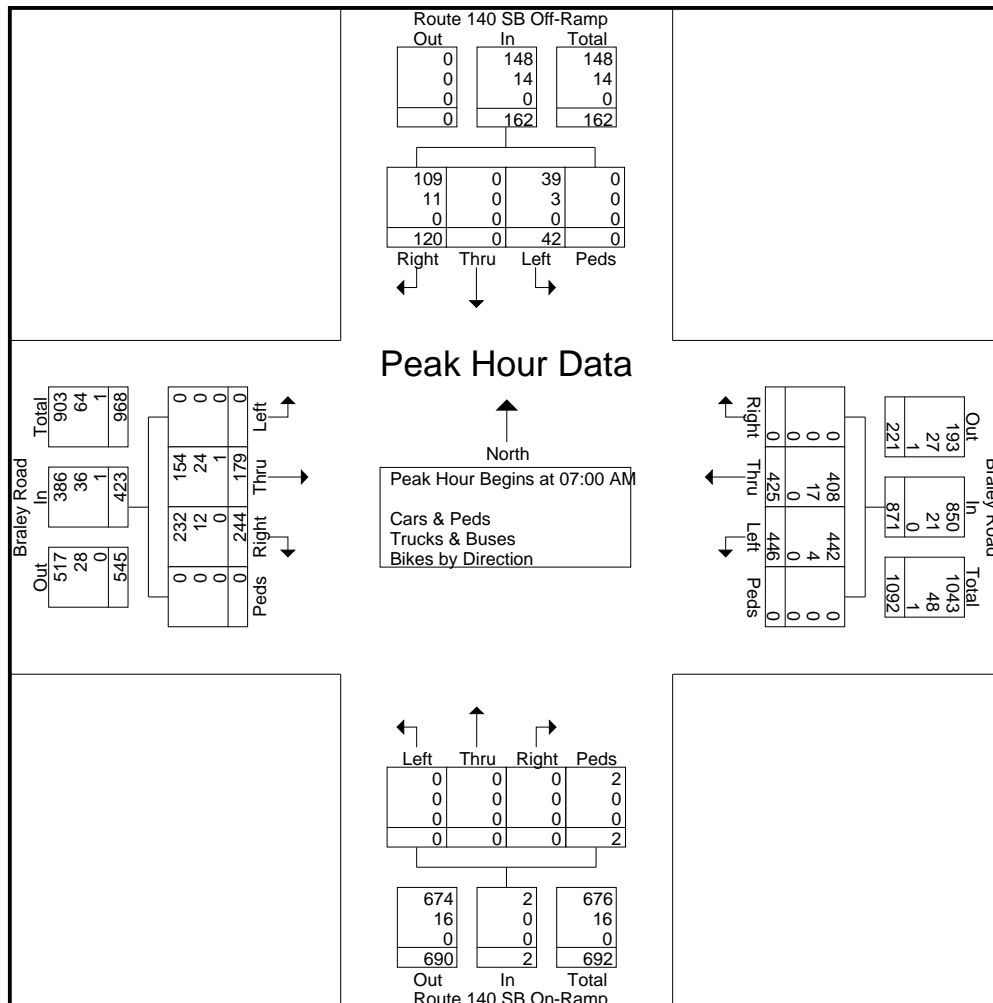 Route 140 SB Off-Ramp
Out In Total
0 148 148
0 14 14
0 0 0
0 162 162
109 0 39 0
11 0 3 0
0 0 0 0
120 0 42 0
Right Thru Left Peds
Peak Hour Data
North
Peak Hour Begins at 07:00 AM
Cars & Peds
Trucks & Buses
Bikes by Direction
Braley Road
Total In Out
903 386 517
64 36 28
1 1 0
968 423 545
Left Thru Right Peds
0 154 232 0
0 24 12 0
0 1 0 0
0 179 244 0
Right Thru Left Peds
0 408 442 0
0 17 4 0
0 0 0 0
0 425 446 0
Braley Road
Out In Total
193 850 1043
27 21 48
1 0 1
221 871 1092
Left Thru Right Peds
0 0 0 2
0 0 0 0
0 0 0 0
0 0 0 2
674 2 676
16 0 16
0 0 0
690 2 692
Out In Total
Route 140 SB On-Ramp